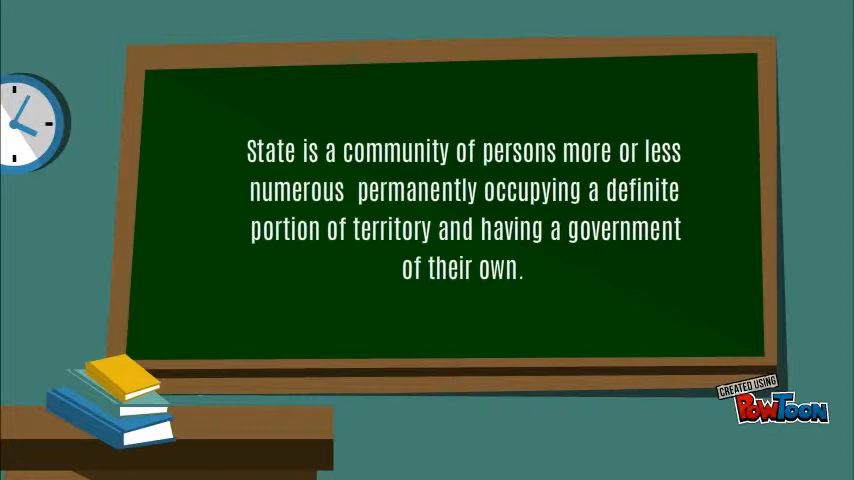 State is a community of persons more or less
numerous permanently occupying a definite
portion of territory and having a government
of their own.
CREATED USING
POWTOON